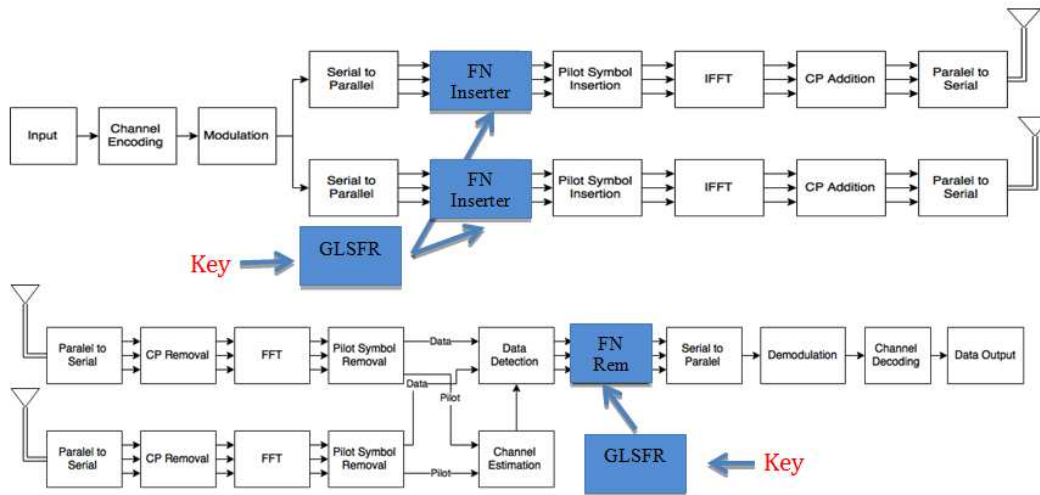 Serial to
Parallel
FN
Inserter
Pilot Symbol
Insertion
IFFT
CP Addition
Paralel to
Serial
Input
Channel
Encoding
Modulation
Serial to
Parallel
FN
Inserter
Pilot Symbol
Insertion
IFFT
CP Addition
Paralel to
Serial
Key
GLSFR
Paralel to
Serial
CP Removal
FFT
Pilot Symbol
Removal
Data
Data
Detection
FN
Rem
Serial to
Parallel
Demodulation
Channel
Decoding
Data Output
Data
Pilot
Paralel to
Serial
CP Removal
FFT
Pilot Symbol
Removal
Pilot
Channel
Estimation
GLSFR
Key